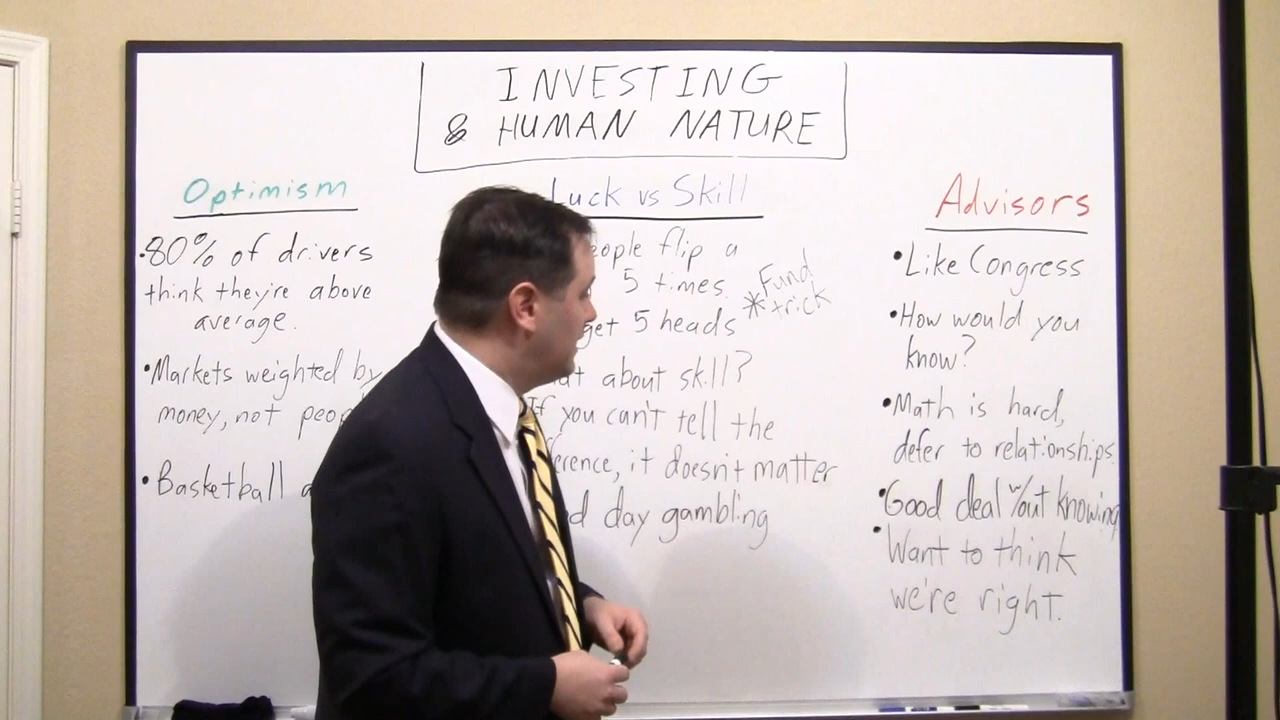 INVESTING
& HUMAN NATURE
Optimism
•80% of drivers
think they're above
average.
•Markets weighted by
money, not peop
•Basketball a
Luck vs Skill
eople flip a
5 times.
get 5 heads
*Fund
trick
at about skill?
If you can't tell the
ference, it doesn't matter
d day gambling
Advisors
•Like Congress
•How would you
know?
•Math is hard,
defer to relationships.
•Good deal w/out knowing
•Want to think
we're right.